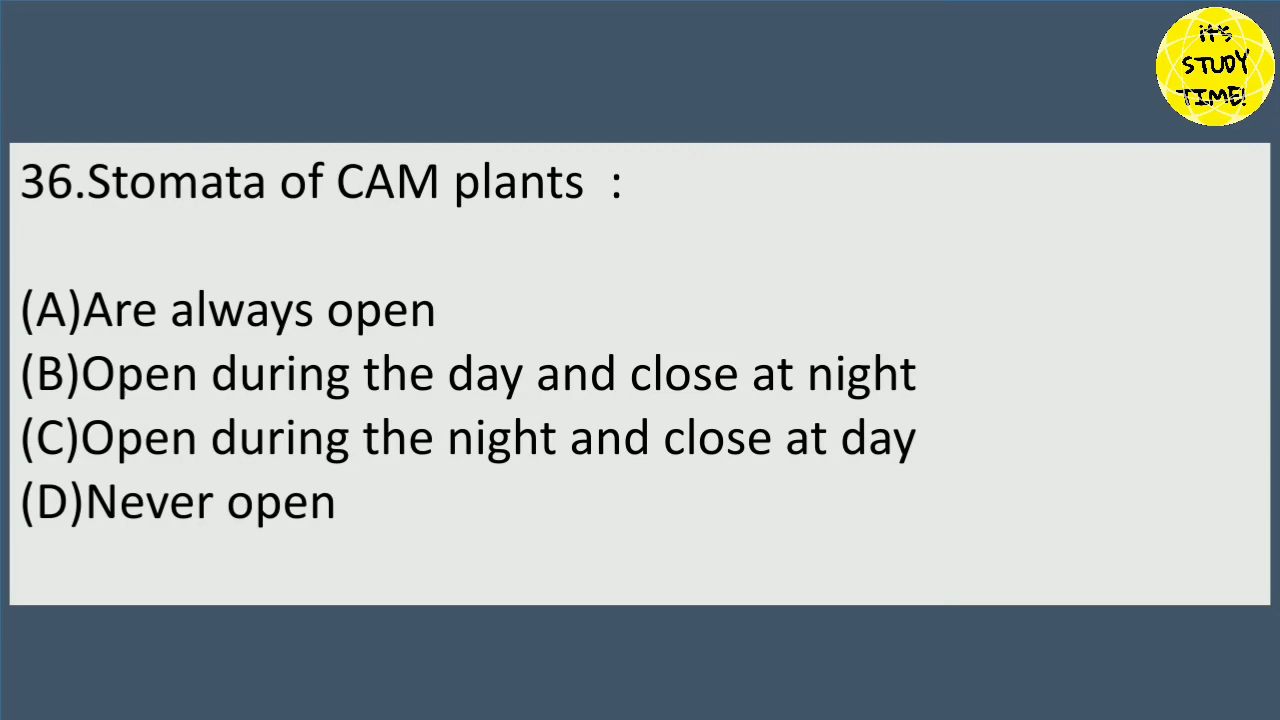 it's
STUDY
TIME!
36.Stomata of CAM plants :
(A)Are always open
(B)Open during the day and close at night
(C)Open during the night and close at day
(D)Never open